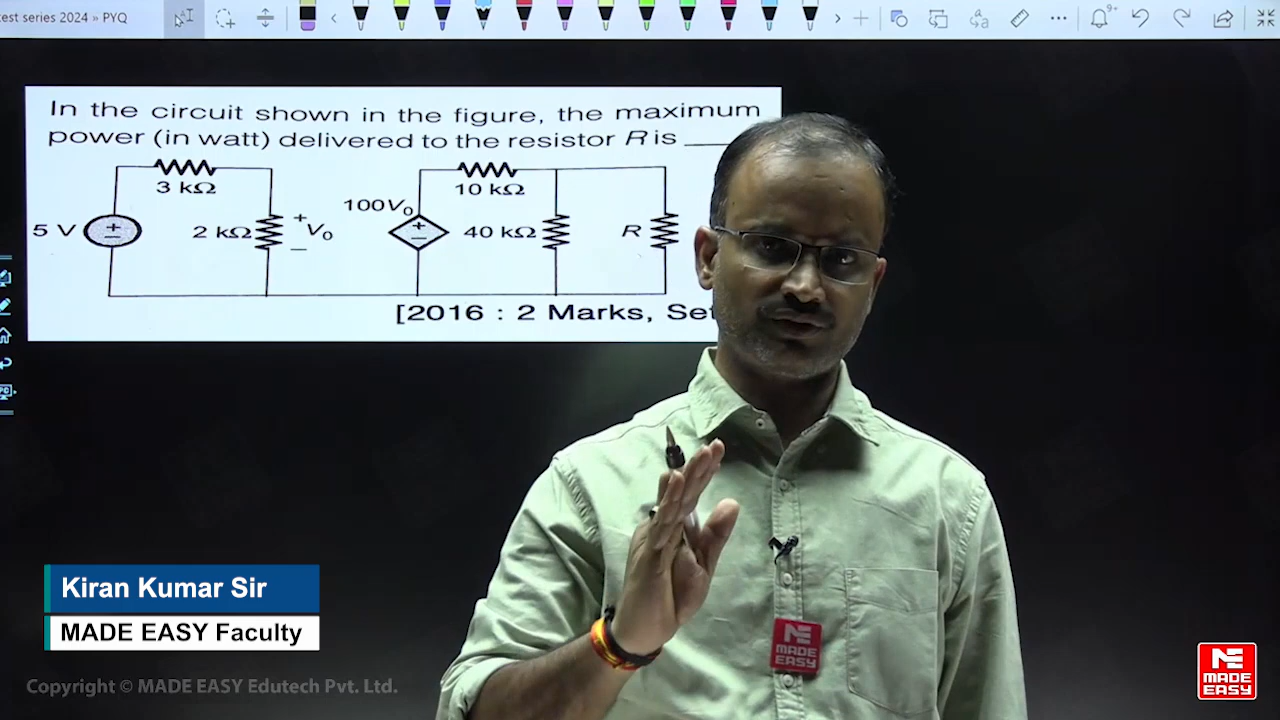 test series 2024 » PYQ
9+
In the circuit shown in the figure, the maximum
power (in watt) delivered to the resistor R is
3 kΩ
10 kΩ
100V₀
5 V
2 kΩ
V₀
40 kΩ
R
[2016 : 2 Marks, Set
Kiran Kumar Sir
MADE EASY Faculty
MADE
EASY
MADE
EASY
Copyright © MADE EASY Edutech Pvt. Ltd.